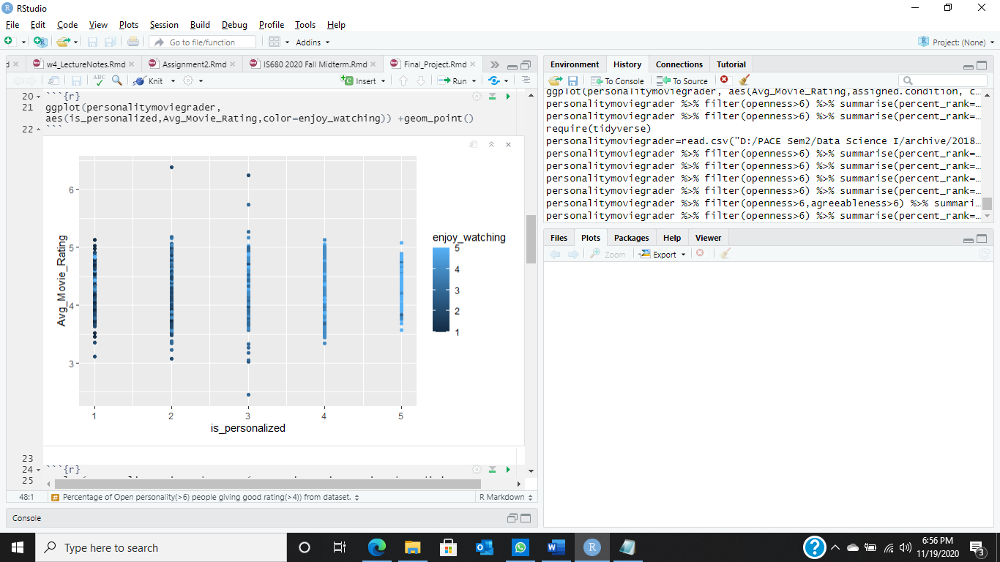 RStudio
File Edit Code View Plots Session Build Debug Profile Tools Help
Go to file/function Addins Project: (None)
d w4_LectureNotes.Rmd Assignment2.Rmd IS680 2020 Fall Midterm.Rmd Final_Project.Rmd
ABC Knit Insert Run
20 ```{r}
21 ggplot(personalitymoviegrader,
aes(is_personalized,Avg_Movie_Rating,color=enjoy_watching)) +geom_point()
22 ```
6
5
4
3
Avg_Movie_Rating
1 2 3 4 5
is_personalized
enjoy_watching
5
4
3
2
1
23
24 ```{r}
25
48:1 # Percentage of Open personality(>6) people giving good rating(>4)) from dataset. R Markdown
Console
Environment History Connections Tutorial
To Console To Source
ggplot(personalitymoviegrader, aes(Avg_Movie_Rating,assigned.condition, c…
personalitymoviegrader %>% filter(openness>6) %>% summarise(percent_rank=…
personalitymoviegrader %>% filter(openness>6) %>% summarise(percent_rank=…
require(tidyverse)
personalitymoviegrader=read.csv("D:/PACE Sem2/Data Science I/archive/2018…
personalitymoviegrader %>% filter(openness>6) %>% summarise(percent_rank=…
personalitymoviegrader %>% filter(openness>6) %>% summarise(percent_rank=…
personalitymoviegrader %>% filter(openness>6) %>% summarise(percent_rank=…
personalitymoviegrader %>% filter(openness>6) %>% summarise(percent_rank=…
personalitymoviegrader %>% filter(openness>6,agreeableness>6) %>% summari…
personalitymoviegrader %>% filter(openness>6) %>% summarise(percent_rank=…
Files Plots Packages Help Viewer
Zoom Export
Type here to search
6:56 PM
11/19/2020
3